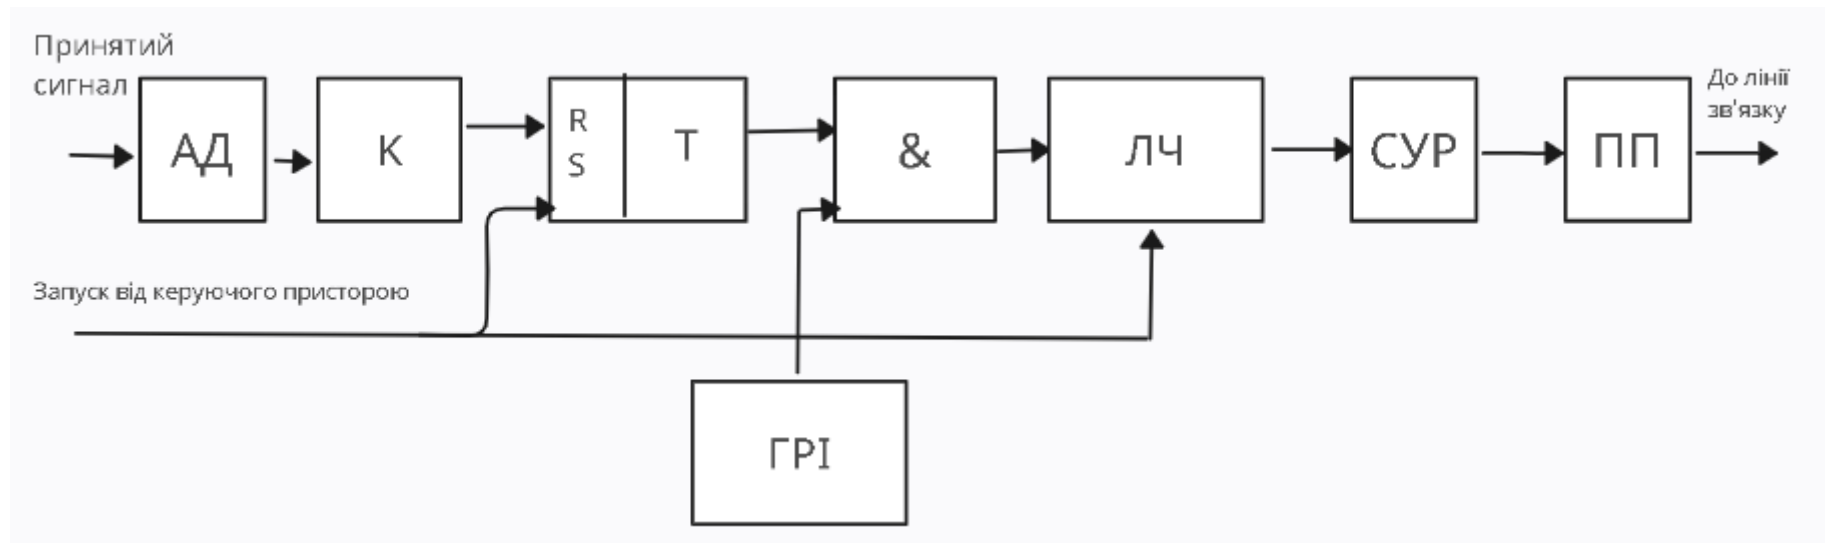 Принятий
сигнал
АД
К
R
S
Т
&
ЛЧ
СУР
ПП
До лінії
зв'язку
Запуск від керуючого присторою
ГРІ